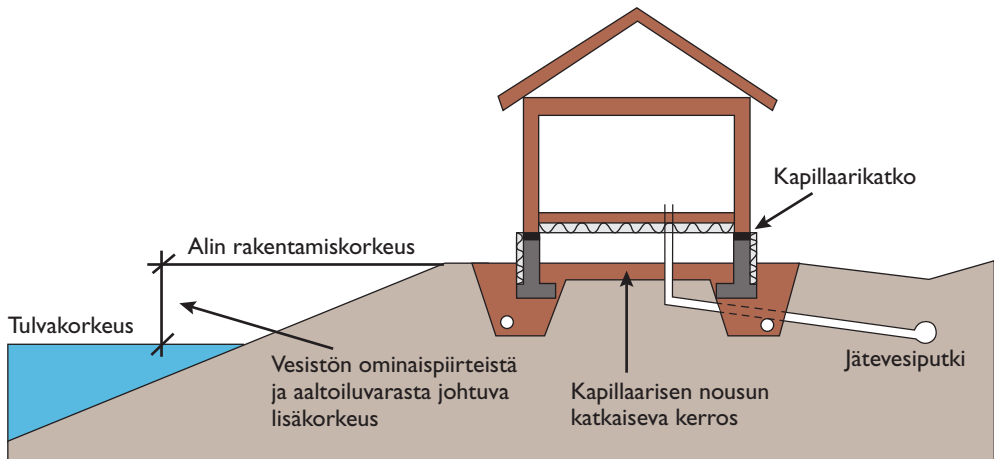 Kapillaarikatko
Alin rakentamiskorkeus
Tulvakorkeus
Vesistön ominaispiirteistä
ja aaltoiluvarasta johtuva
lisäkorkeus
Kapillaarisen nousun
katkaiseva kerros
Jätevesiputki